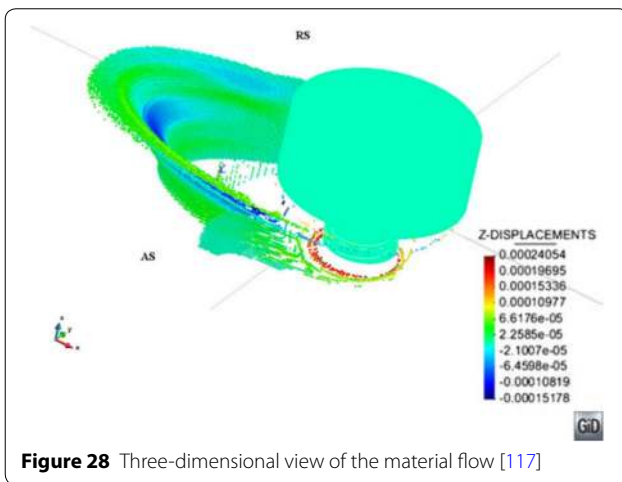 RS
Z-DISPLACEMENTS
0.00024054
0.00019695
0.00015336
0.00010977
6.6176e-05
2.2585e-05
-2.1007e-05
-6.4598e-05
-0.00010819
-0.00015178
AS
z
y
x
GiD
Figure 28 Three-dimensional view of the material flow [117]